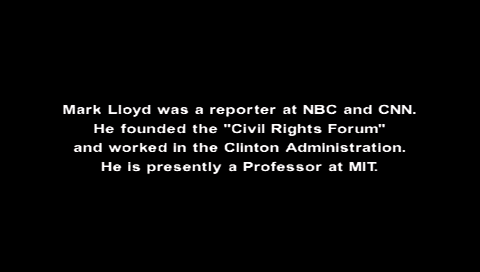 Mark Lloyd was a reporter at NBC and CNN.
He founded the "Civil Rights Forum"
and worked in the Clinton Administration.
He is presently a Professor at MIT.